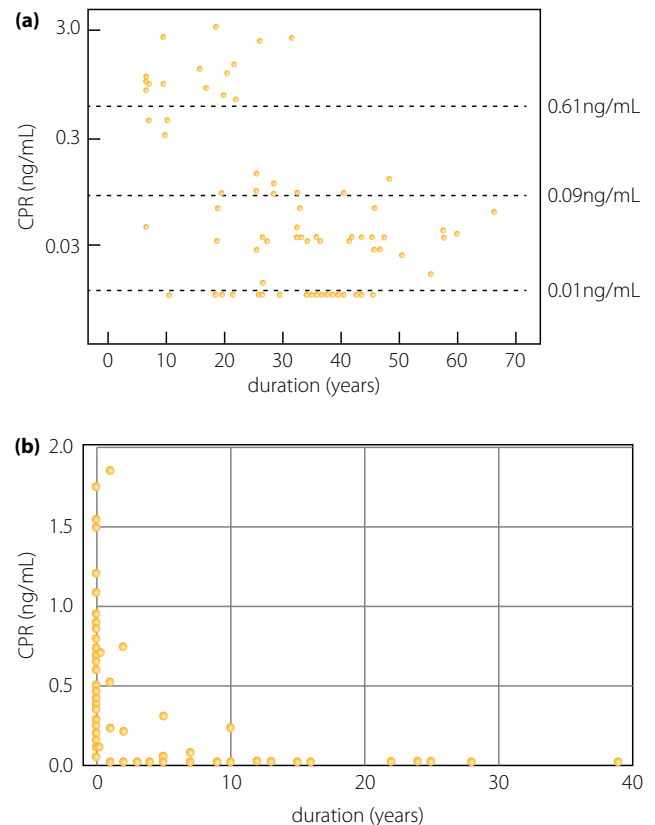 (a)
3.0
0.61ng/mL
0.3
CPR (ng/mL)
0.09ng/mL
0.03
0.01ng/mL
0 10 20 30 40 50 60 70
duration (years)
(b)
2.0
1.5
CPR (ng/mL)
1.0
0.5
0.0
0 10 20 30 40
duration (years)